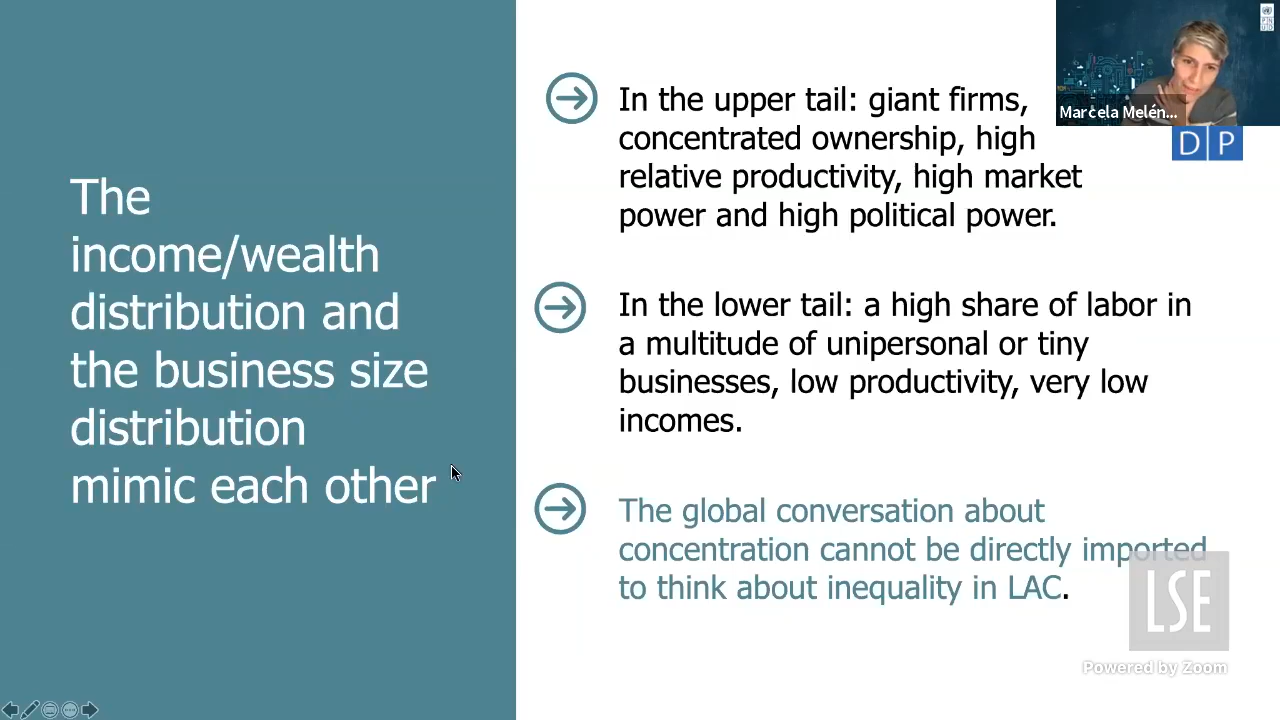 The
income/wealth
distribution and
the business size
distribution
mimic each other
In the upper tail: giant firms,
concentrated ownership, high
relative productivity, high market
power and high political power.
In the lower tail: a high share of labor in
a multitude of unipersonal or tiny
businesses, low productivity, very low
incomes.
The global conversation about
concentration cannot be directly imported
to think about inequality in LAC.
Marcela Melén...
D P
LSE
Powered by Zoom